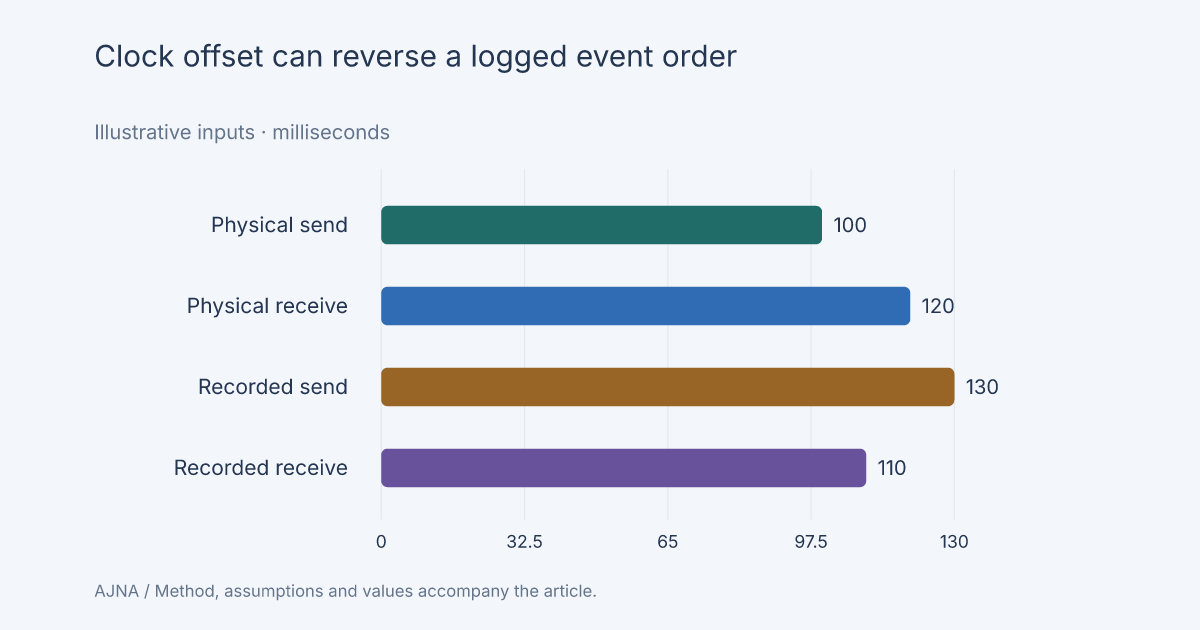 Clock offset can reverse a logged event order
Illustrative inputs · milliseconds
Physical send 100
Physical receive 120
Recorded send 130
Recorded receive 110
0 32.5 65 97.5 130
AJNA / Method, assumptions and values accompany the article.